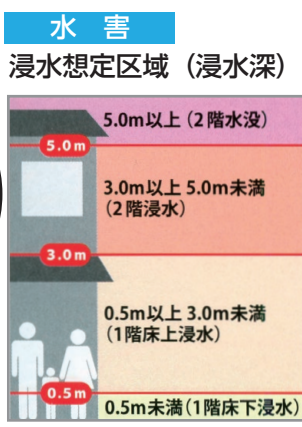 水 害
浸水想定区域（浸水深）
5.0m以上（2階水没）
5.0m
3.0m以上 5.0m未満
（2階浸水）
3.0m
0.5m以上 3.0m未満
（1階床上浸水）
0.5m
0.5m未満（1階床下浸水）